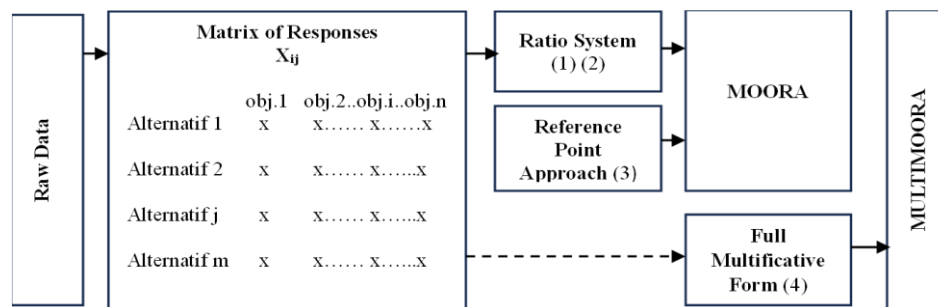 Raw Data
Matrix of Responses
Xij
obj.1 obj.2..obj.i..obj.n
Alternatif 1 x x…… x……x
Alternatif 2 x x…… x…...x
Alternatif j x x…… x…...x
Alternatif m x x…… x…...x
Ratio System
(1) (2)
Reference
Point
Approach (3)
MOORA
Full
Multificative
Form (4)
MULTIMOORA